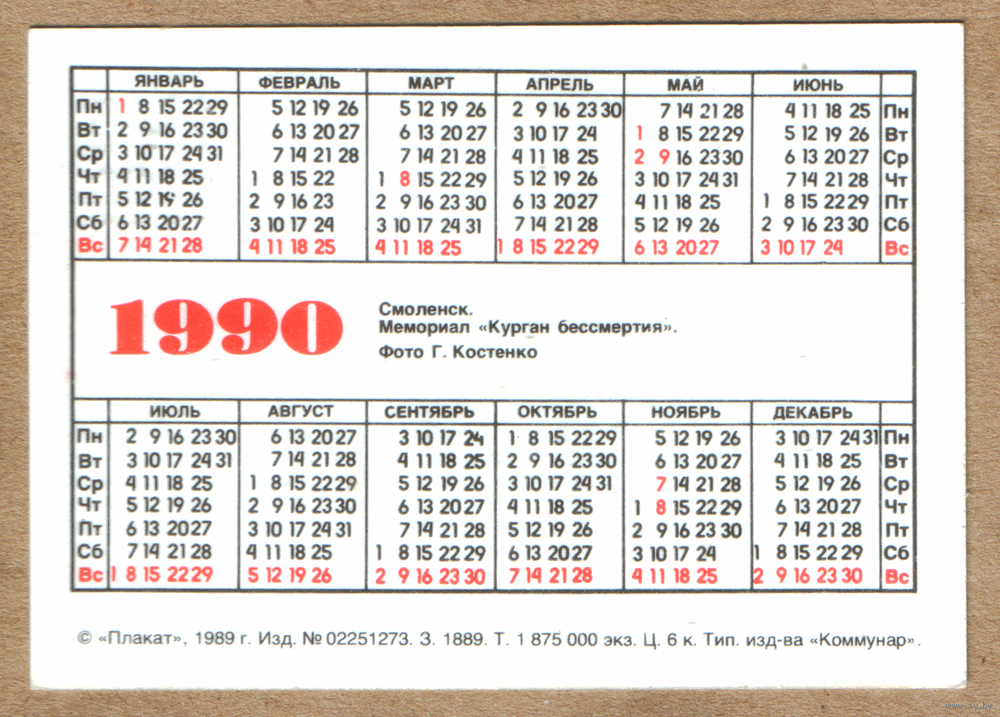 ЯНВАРЬ ФЕВРАЛЬ МАРТ АПРЕЛЬ МАЙ ИЮНЬ
Пн 1 8 15 22 29 5 12 19 26 5 12 19 26 2 9 16 23 30 7 14 21 28 4 11 18 25 Пн
Вт 2 9 16 23 30 6 13 20 27 6 13 20 27 3 10 17 24 1 8 15 22 29 5 12 19 26 Вт
Ср 3 10 17 24 31 7 14 21 28 7 14 21 28 4 11 18 25 2 9 16 23 30 6 13 20 27 Ср
Чт 4 11 18 25 1 8 15 22 1 8 15 22 29 5 12 19 26 3 10 17 24 31 7 14 21 28 Чт
Пт 5 12 19 26 2 9 16 23 2 9 16 23 30 6 13 20 27 4 11 18 25 1 8 15 22 29 Пт
Сб 6 13 20 27 3 10 17 24 3 10 17 24 31 7 14 21 28 5 12 19 26 2 9 16 23 30 Сб
Вс 7 14 21 28 4 11 18 25 4 11 18 25 1 8 15 22 29 6 13 20 27 3 10 17 24 Вс
1990
Смоленск.
Мемориал «Курган бессмертия».
Фото Г. Костенко
ИЮЛЬ АВГУСТ СЕНТЯБРЬ ОКТЯБРЬ НОЯБРЬ ДЕКАБРЬ
Пн 2 9 16 23 30 6 13 20 27 3 10 17 24 1 8 15 22 29 5 12 19 26 3 10 17 24 31 Пн
Вт 3 10 17 24 31 7 14 21 28 4 11 18 25 2 9 16 23 30 6 13 20 27 4 11 18 25 Вт
Ср 4 11 18 25 1 8 15 22 29 5 12 19 26 3 10 17 24 31 7 14 21 28 5 12 19 26 Ср
Чт 5 12 19 26 2 9 16 23 30 6 13 20 27 4 11 18 25 1 8 15 22 29 6 13 20 27 Чт
Пт 6 13 20 27 3 10 17 24 31 7 14 21 28 5 12 19 26 2 9 16 23 30 7 14 21 28 Пт
Сб 7 14 21 28 4 11 18 25 1 8 15 22 29 6 13 20 27 3 10 17 24 1 8 15 22 29 Сб
Вс 1 8 15 22 29 5 12 19 26 2 9 16 23 30 7 14 21 28 4 11 18 25 2 9 16 23 30 Вс
© «Плакат», 1989 г. Изд. № 02251273. З. 1889. Т. 1 875 000 экз. Ц. 6 к. Тип. изд-ва «Коммунар».